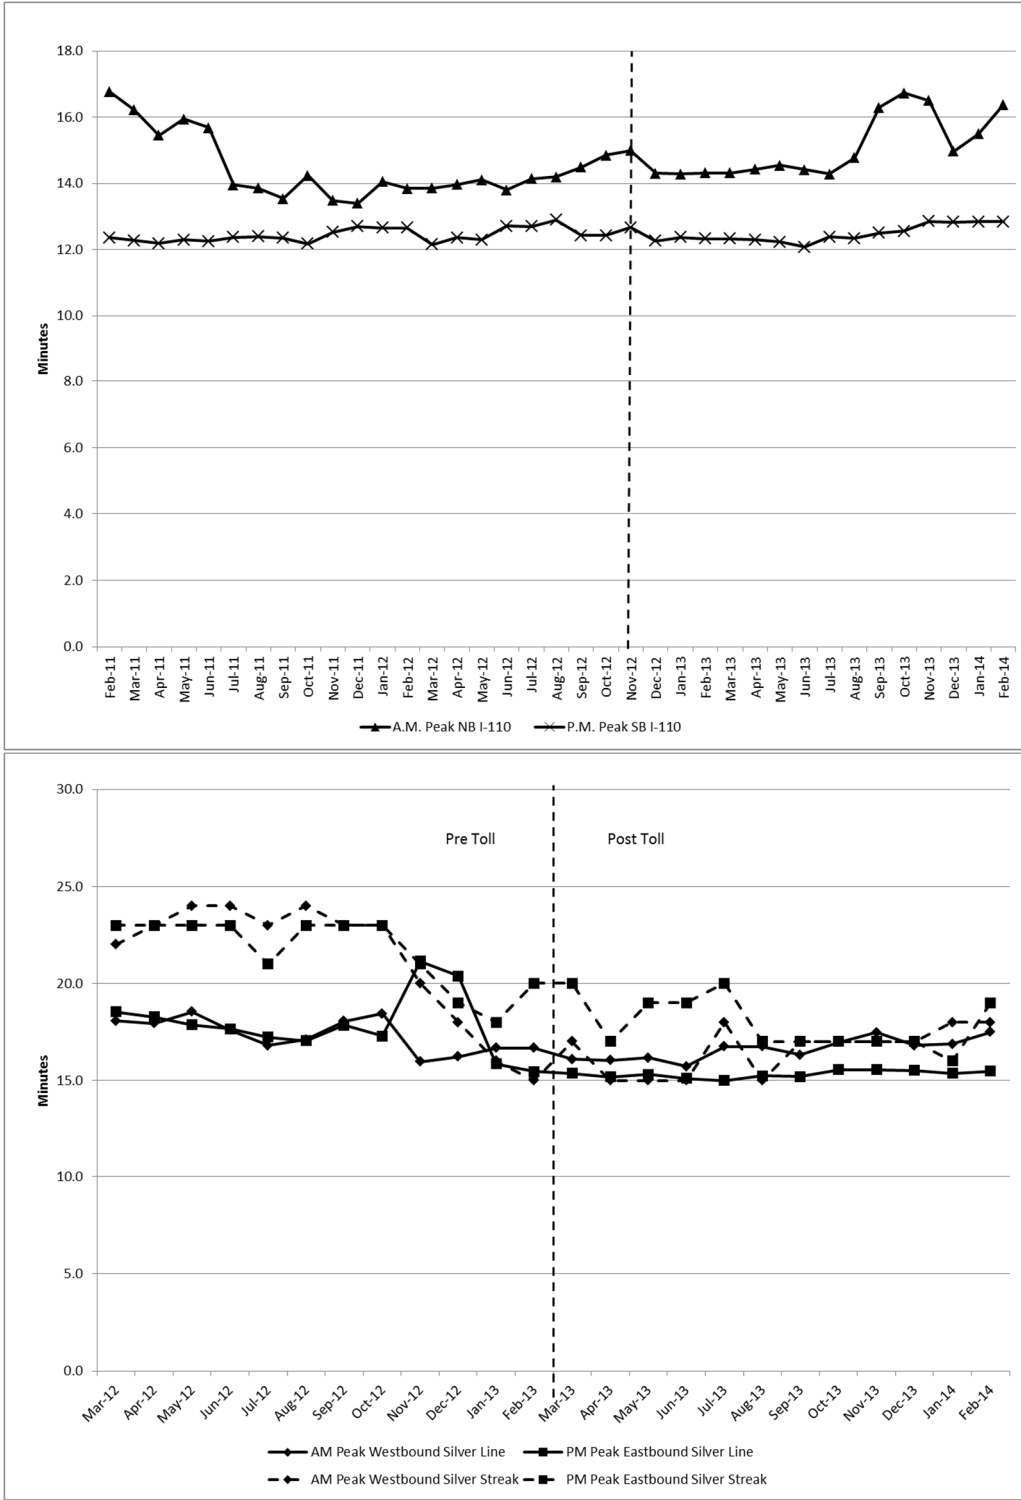 18.0
16.0
14.0
12.0
10.0
8.0
6.0
4.0
2.0
0.0
Minutes
Feb-11 Mar-11 Apr-11 May-11 Jun-11 Jul-11 Aug-11 Sep-11 Oct-11 Nov-11 Dec-11 Jan-12 Feb-12 Mar-12 Apr-12 May-12 Jun-12 Jul-12 Aug-12 Sep-12 Oct-12 Nov-12 Dec-12 Jan-13 Feb-13 Mar-13 Apr-13 May-13 Jun-13 Jul-13 Aug-13 Sep-13 Oct-13 Nov-13 Dec-13 Jan-14 Feb-14
A.M. Peak NB I-110 P.M. Peak SB I-110
30.0
Pre Toll Post Toll
25.0
20.0
15.0
10.0
5.0
0.0
Minutes
Mar-12 Apr-12 May-12 Jun-12 Jul-12 Aug-12 Sep-12 Oct-12 Nov-12 Dec-12 Jan-13 Feb-13 Mar-13 Apr-13 May-13 Jun-13 Jul-13 Aug-13 Sep-13 Oct-13 Nov-13 Dec-13 Jan-14 Feb-14
AM Peak Westbound Silver Line PM Peak Eastbound Silver Line
AM Peak Westbound Silver Streak PM Peak Eastbound Silver Streak